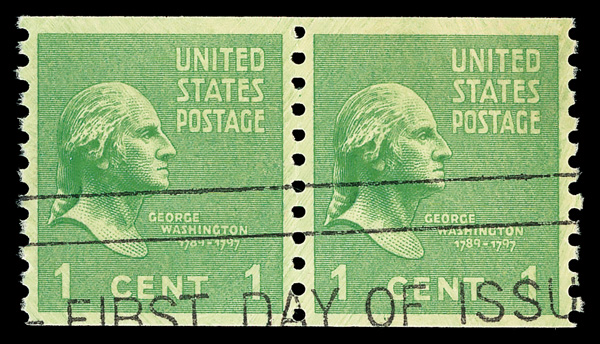 UNITED
STATES
POSTAGE
GEORGE
WASHINGTON
1789-1797
1 CENT 1
UNITED
STATES
POSTAGE
GEORGE
WASHINGTON
1789-1797
1 CENT 1
- FIRST DAY OF ISSU